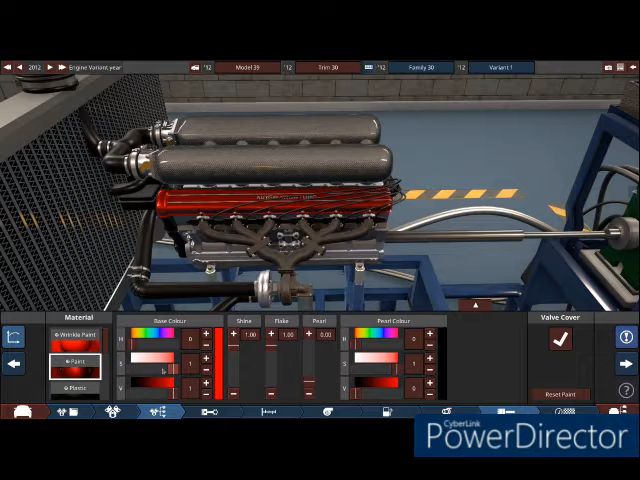 2012 Engine Variant year '12 Model 39 '12 Trim 30 '12 Family 30 '12 Variant 1
Material Base Colour Shine Flake Pearl Pearl Colour Valve Cover
Wrinkle Paint H 0 1.00 1.00 0.00 H 0
Paint S 1 S 0
Plastic V 1 V 1 Reset Paint
CyberLink
PowerDirector